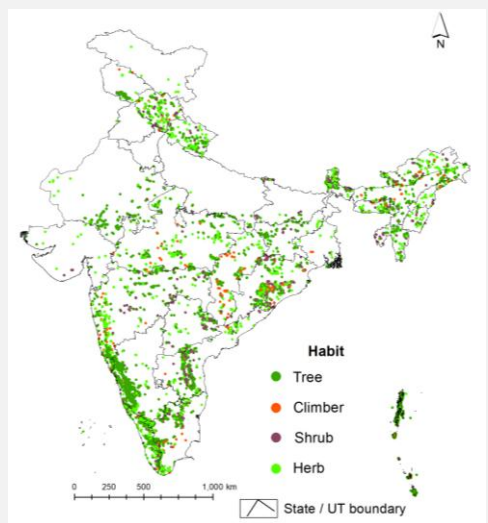 N
Habit
Tree
Climber
Shrub
Herb
0 250 500 1,000 km
State / UT boundary